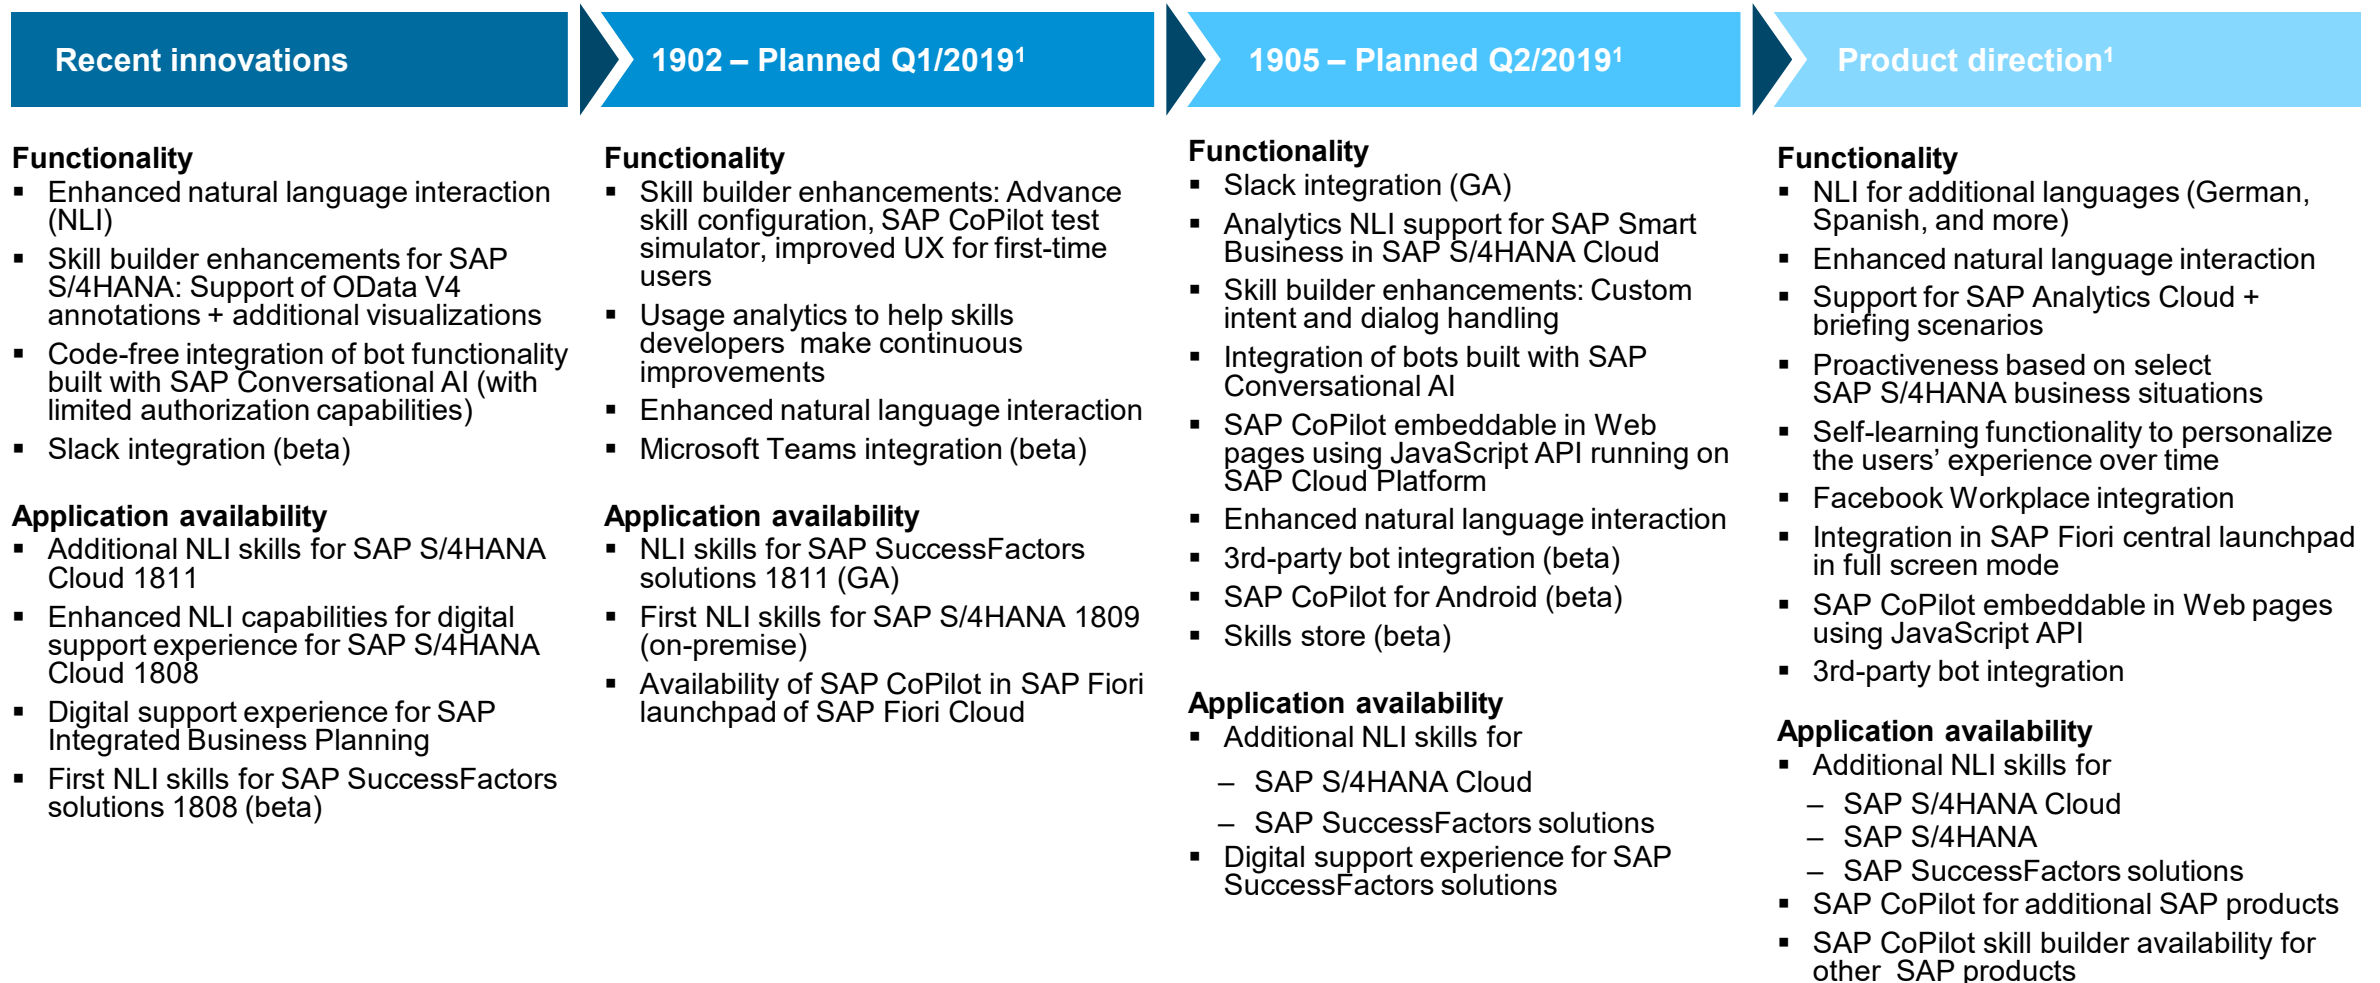 Recent innovations
1902 – Planned Q1/2019¹
1905 – Planned Q2/2019¹
Product direction¹
Functionality
▪ Enhanced natural language interaction
(NLI)
▪ Skill builder enhancements for SAP
S/4HANA: Support of OData V4
annotations + additional visualizations
▪ Code-free integration of bot functionality
built with SAP Conversational AI (with
limited authorization capabilities)
▪ Slack integration (beta)
Application availability
▪ Additional NLI skills for SAP S/4HANA
Cloud 1811
▪ Enhanced NLI capabilities for digital
support experience for SAP S/4HANA
Cloud 1808
▪ Digital support experience for SAP
Integrated Business Planning
▪ First NLI skills for SAP SuccessFactors
solutions 1808 (beta)
Functionality
▪ Skill builder enhancements: Advance
skill configuration, SAP CoPilot test
simulator, improved UX for first-time
users
▪ Usage analytics to help skills
developers make continuous
improvements
▪ Enhanced natural language interaction
▪ Microsoft Teams integration (beta)
Application availability
▪ NLI skills for SAP SuccessFactors
solutions 1811 (GA)
▪ First NLI skills for SAP S/4HANA 1809
(on-premise)
▪ Availability of SAP CoPilot in SAP Fiori
launchpad of SAP Fiori Cloud
Functionality
▪ Slack integration (GA)
▪ Analytics NLI support for SAP Smart
Business in SAP S/4HANA Cloud
▪ Skill builder enhancements: Custom
intent and dialog handling
▪ Integration of bots built with SAP
Conversational AI
▪ SAP CoPilot embeddable in Web
pages using JavaScript API running on
SAP Cloud Platform
▪ Enhanced natural language interaction
▪ 3rd-party bot integration (beta)
▪ SAP CoPilot for Android (beta)
▪ Skills store (beta)
Application availability
▪ Additional NLI skills for
– SAP S/4HANA Cloud
– SAP SuccessFactors solutions
▪ Digital support experience for SAP
SuccessFactors solutions
Functionality
▪ NLI for additional languages (German,
Spanish, and more)
▪ Enhanced natural language interaction
▪ Support for SAP Analytics Cloud +
briefing scenarios
▪ Proactiveness based on select
SAP S/4HANA business situations
▪ Self-learning functionality to personalize
the users’ experience over time
▪ Facebook Workplace integration
▪ Integration in SAP Fiori central launchpad
in full screen mode
▪ SAP CoPilot embeddable in Web pages
using JavaScript API
▪ 3rd-party bot integration
Application availability
▪ Additional NLI skills for
– SAP S/4HANA Cloud
– SAP S/4HANA
– SAP SuccessFactors solutions
▪ SAP CoPilot for additional SAP products
▪ SAP CoPilot skill builder availability for
other SAP products